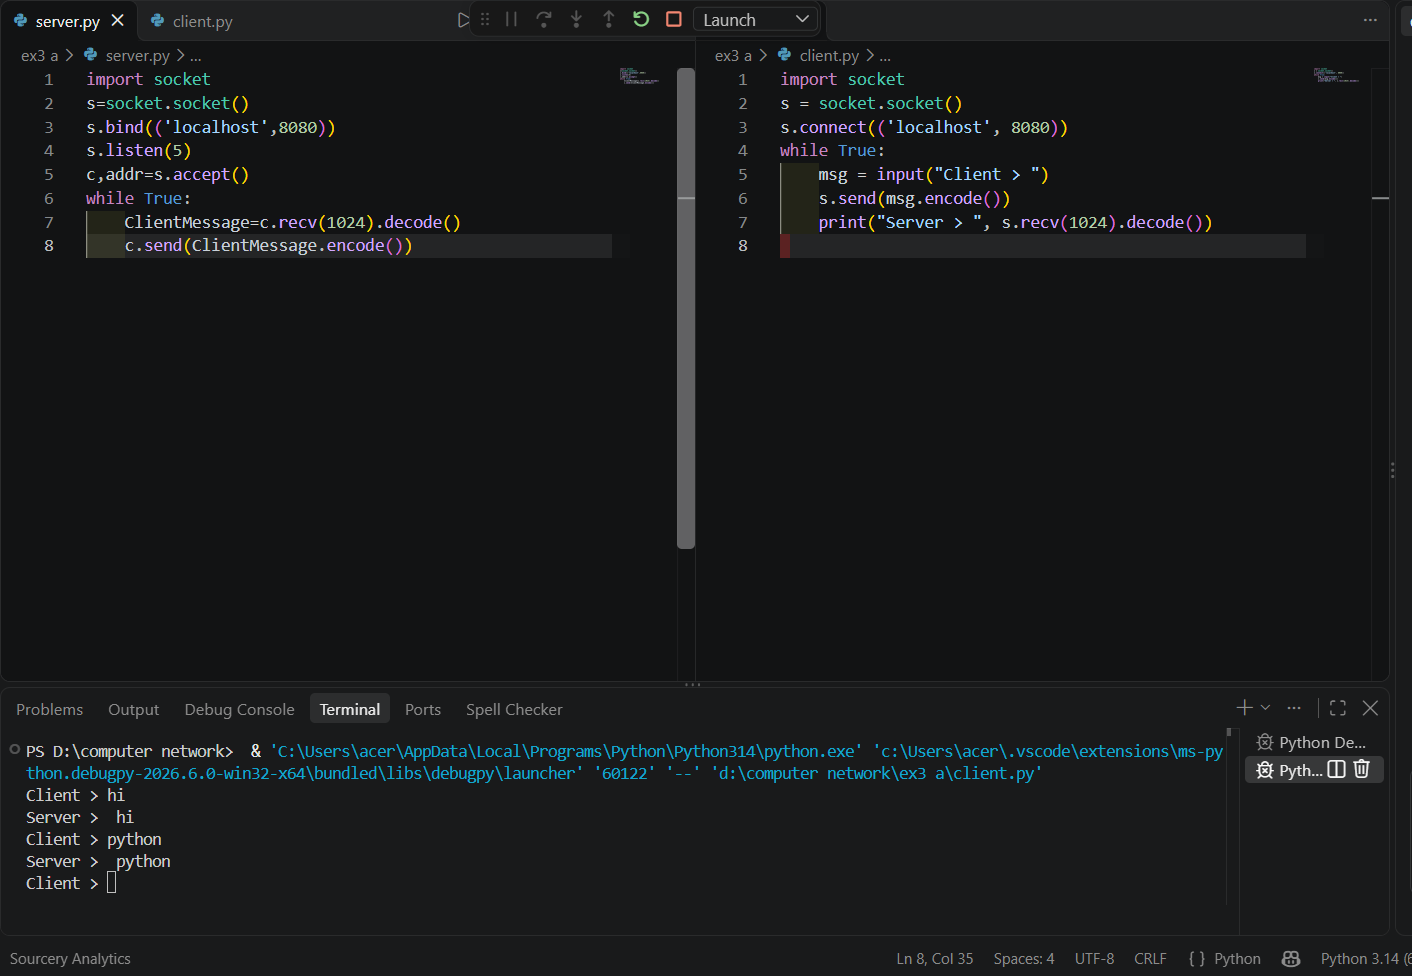 server.py
client.py
Launch
ex3 a > server.py > ...
1 import socket
2 s=socket.socket()
3 s.bind(('localhost',8080))
4 s.listen(5)
5 c,addr=s.accept()
6 while True:
7     ClientMessage=c.recv(1024).decode()
8     c.send(ClientMessage.encode())
ex3 a > client.py > ...
1 import socket
2 s = socket.socket()
3 s.connect(('localhost', 8080))
4 while True:
5     msg = input("Client > ")
6     s.send(msg.encode())
7     print("Server > ", s.recv(1024).decode())
8
Problems Output Debug Console Terminal Ports Spell Checker
PS D:\computer network>  & 'C:\Users\acer\AppData\Local\Programs\Python\Python314\python.exe' 'c:\Users\acer\.vscode\extensions\ms-py
thon.debugpy-2026.6.0-win32-x64\bundled\libs\debugpy\launcher' '60122' '--' 'd:\computer network\ex3 a\client.py'
Client > hi
Server >  hi
Client > python
Server >  python
Client >
Python De...
Pyth...
Sourcery Analytics
Ln 8, Col 35 Spaces: 4 UTF-8 CRLF { } Python Python 3.14 (6